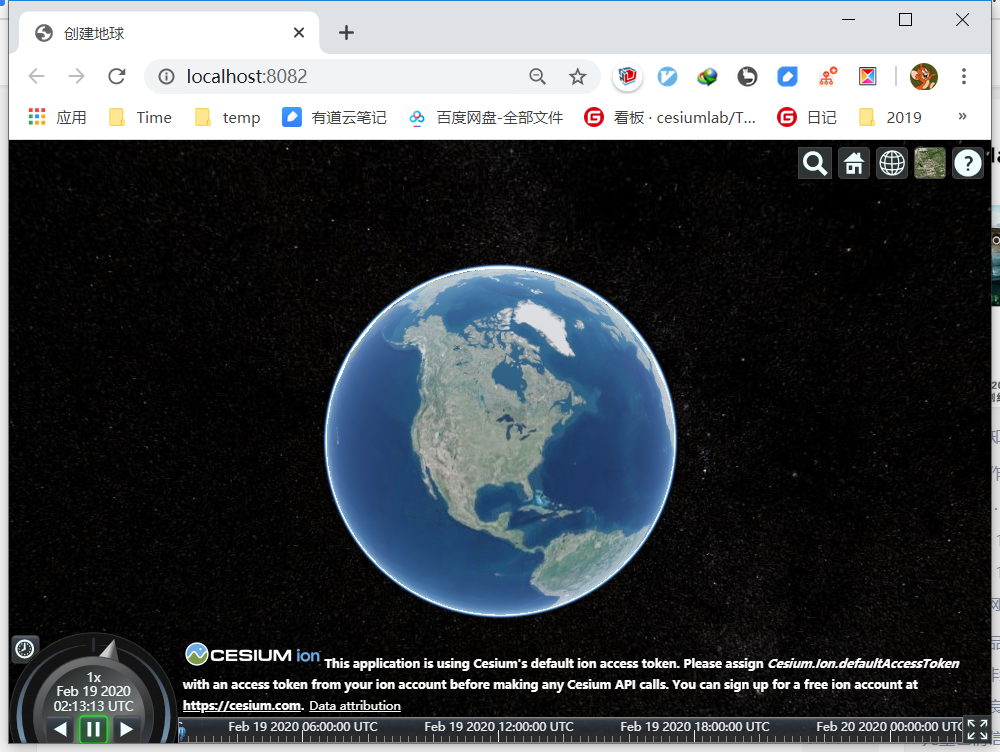 创建地球
localhost:8082
应用 Time temp 有道云笔记 百度网盘-全部文件 看板 · cesiumlab/T... 日记 2019 »
CESIUM ion This application is using Cesium's default ion access token. Please assign Cesium.Ion.defaultAccessToken
with an access token from your ion account before making any Cesium API calls. You can sign up for a free ion account at
https://cesium.com. Data attribution
1x
Feb 19 2020
02:13:13 UTC
Feb 19 2020 06:00:00 UTC Feb 19 2020 12:00:00 UTC Feb 19 2020 18:00:00 UTC Feb 20 2020 00:00:00 UTC